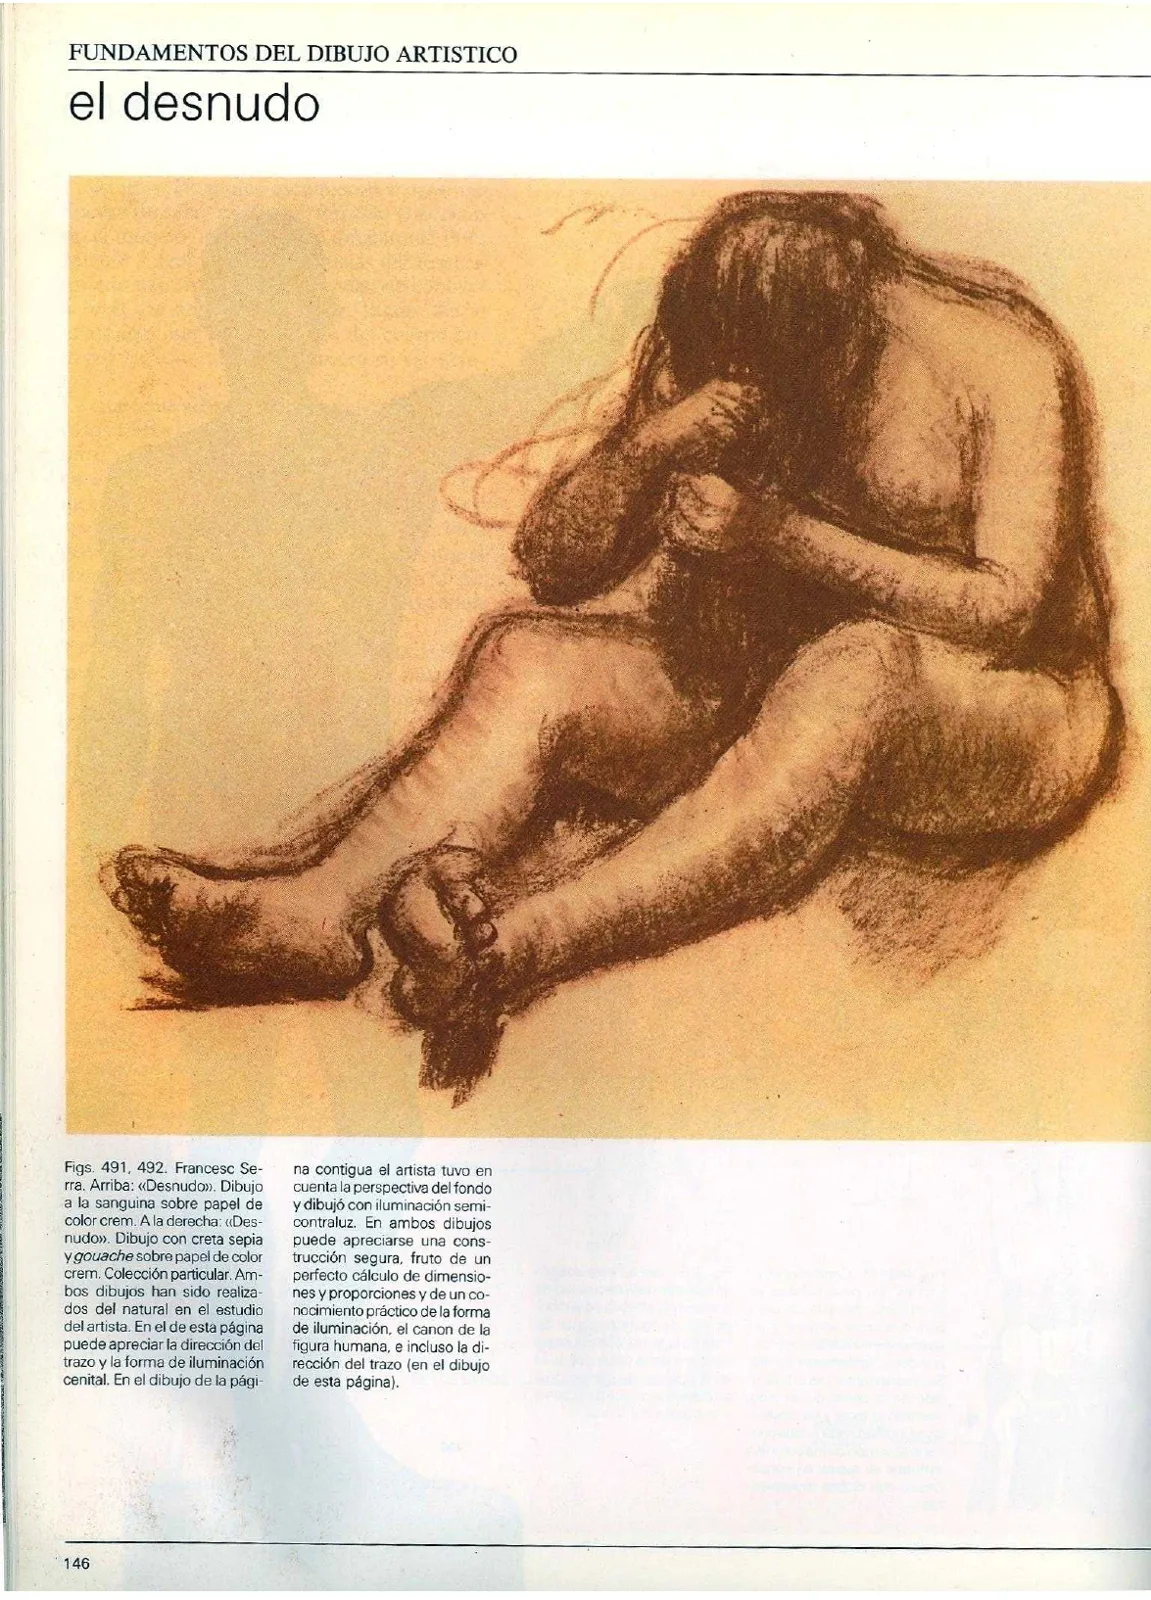 FUNDAMENTOS DEL DIBUJO ARTISTICO
el desnudo
Figs. 491, 492. Francesc Se-
rra. Arriba: «Desnudo». Dibujo
a la sanguina sobre papel de
color crem. A la derecha: «Des-
nudo». Dibujo con creta sepia
y gouache sobre papel de color
crem. Colección particular. Am-
bos dibujos han sido realiza-
dos del natural en el estudio
del artista. En el de esta página
puede apreciar la dirección del
trazo y la forma de iluminación
cenital. En el dibujo de la pági-
na contigua el artista tuvo en
cuenta la perspectiva del fondo
y dibujó con iluminación semi-
contraluz. En ambos dibujos
puede apreciarse una cons-
trucción segura, fruto de un
perfecto cálculo de dimensio-
nes y proporciones y de un co-
nocimiento práctico de la forma
de iluminación, el canon de la
figura humana, e incluso la di-
rección del trazo (en el dibujo
de esta página).
146